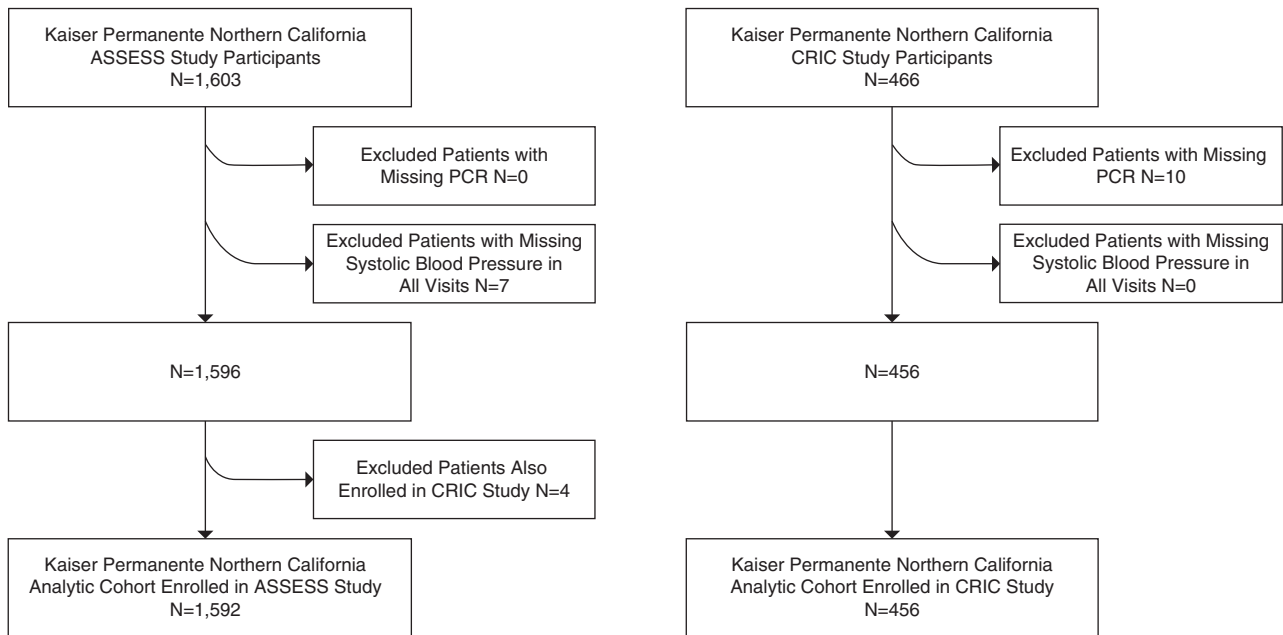 Kaiser Permanente Northern California
ASSESS Study Participants
N=1,603
Excluded Patients with
Missing PCR N=0
Excluded Patients with Missing
Systolic Blood Pressure in
All Visits N=7
N=1,596
Excluded Patients Also
Enrolled in CRIC Study N=4
Kaiser Permanente Northern California
Analytic Cohort Enrolled in ASSESS Study
N=1,592
Kaiser Permanente Northern California
CRIC Study Participants
N=466
Excluded Patients with Missing
PCR N=10
Excluded Patients with Missing
Systolic Blood Pressure in
All Visits N=0
N=456
Kaiser Permanente Northern California
Analytic Cohort Enrolled in CRIC Study
N=456